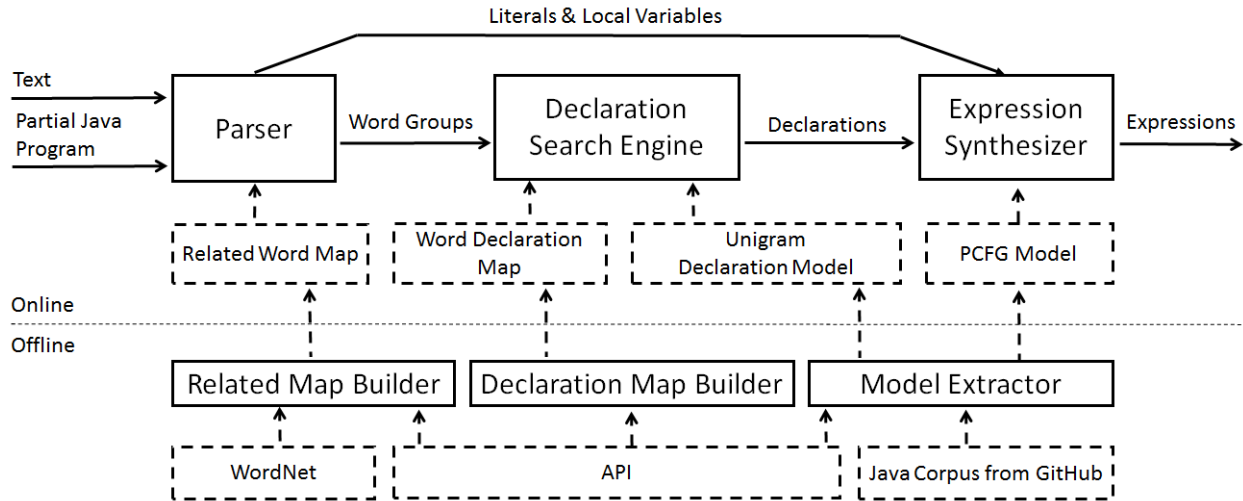 Literals & Local Variables
Text
Partial Java
Program
Parser
Word Groups
Declaration
Search Engine
Declarations
Expression
Synthesizer
Expressions
Related Word Map
Word Declaration
Map
Unigram
Declaration Model
PCFG Model
Online
Offline
Related Map Builder
Declaration Map Builder
Model Extractor
WordNet
API
Java Corpus from GitHub